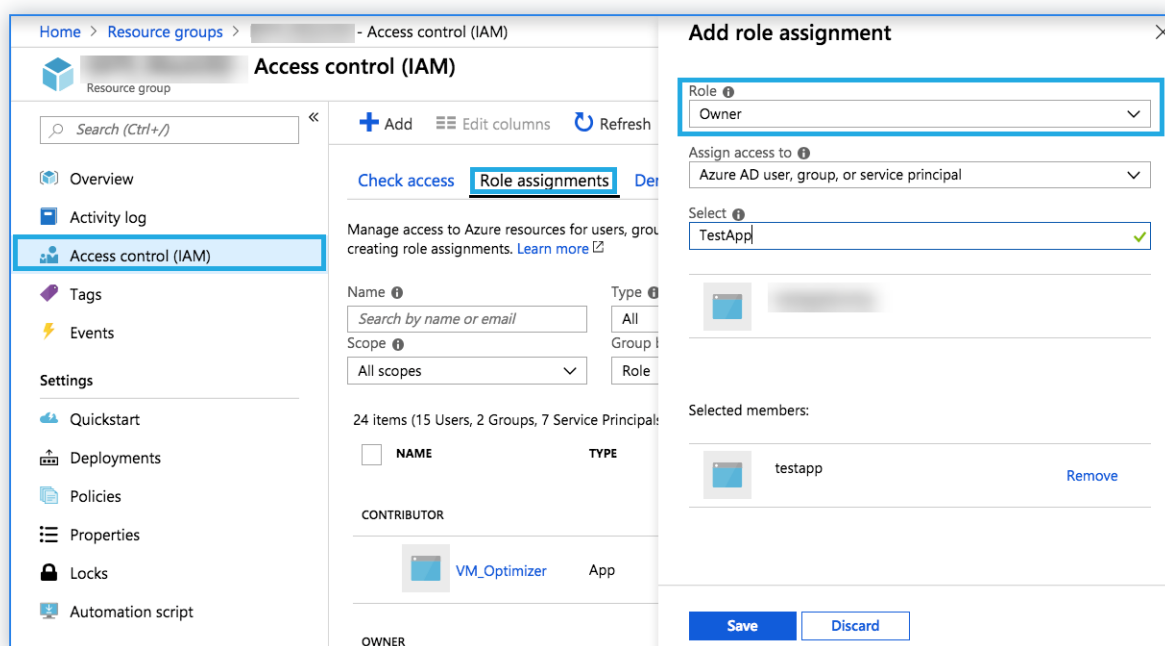 Home > Resource groups > - Access control (IAM)
Access control (IAM)
Resource group
Search (Ctrl+/)
«
Overview
Activity log
Access control (IAM)
Tags
Events
Settings
Quickstart
Deployments
Policies
Properties
Locks
Automation script
Add
Edit columns
Refresh
Check access
Role assignments
Manage access to Azure resources for users,
creating role assignments. Learn more
Name
Type
Search by name or email
All
Scope
Group
All scopes
Role
24 items (15 Users, 2 Groups, 7 Service Principals
NAME
TYPE
CONTRIBUTOR
VM_Optimizer
App
OWNER
Add role assignment
Role
Owner
Assign access to
Azure AD user, group, or service principal
Select
TestApp
Selected members:
testapp
Remove
Save
Discard